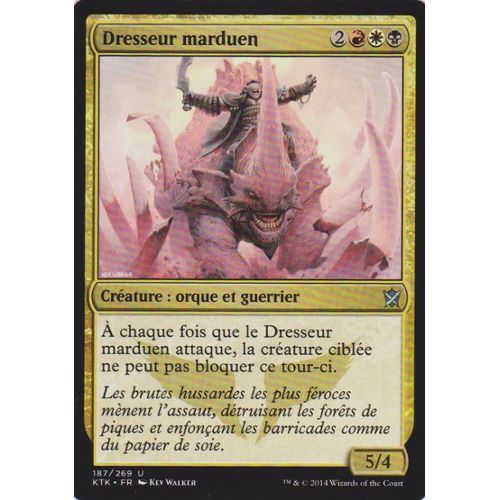 Dresseur marduen 2
Créature : orque et guerrier
À chaque fois que le Dresseur
marduen attaque, la créature ciblée
ne peut pas bloquer ce tour-ci.
Les brutes hussardes les plus féroces
mènent l'assaut, détruisant les forêts de
piques et enfonçant les barricades comme
du papier de soie.
5/4
187/269 U
KTK • FR Kev Walker
™ & © 2014 Wizards of the Coast